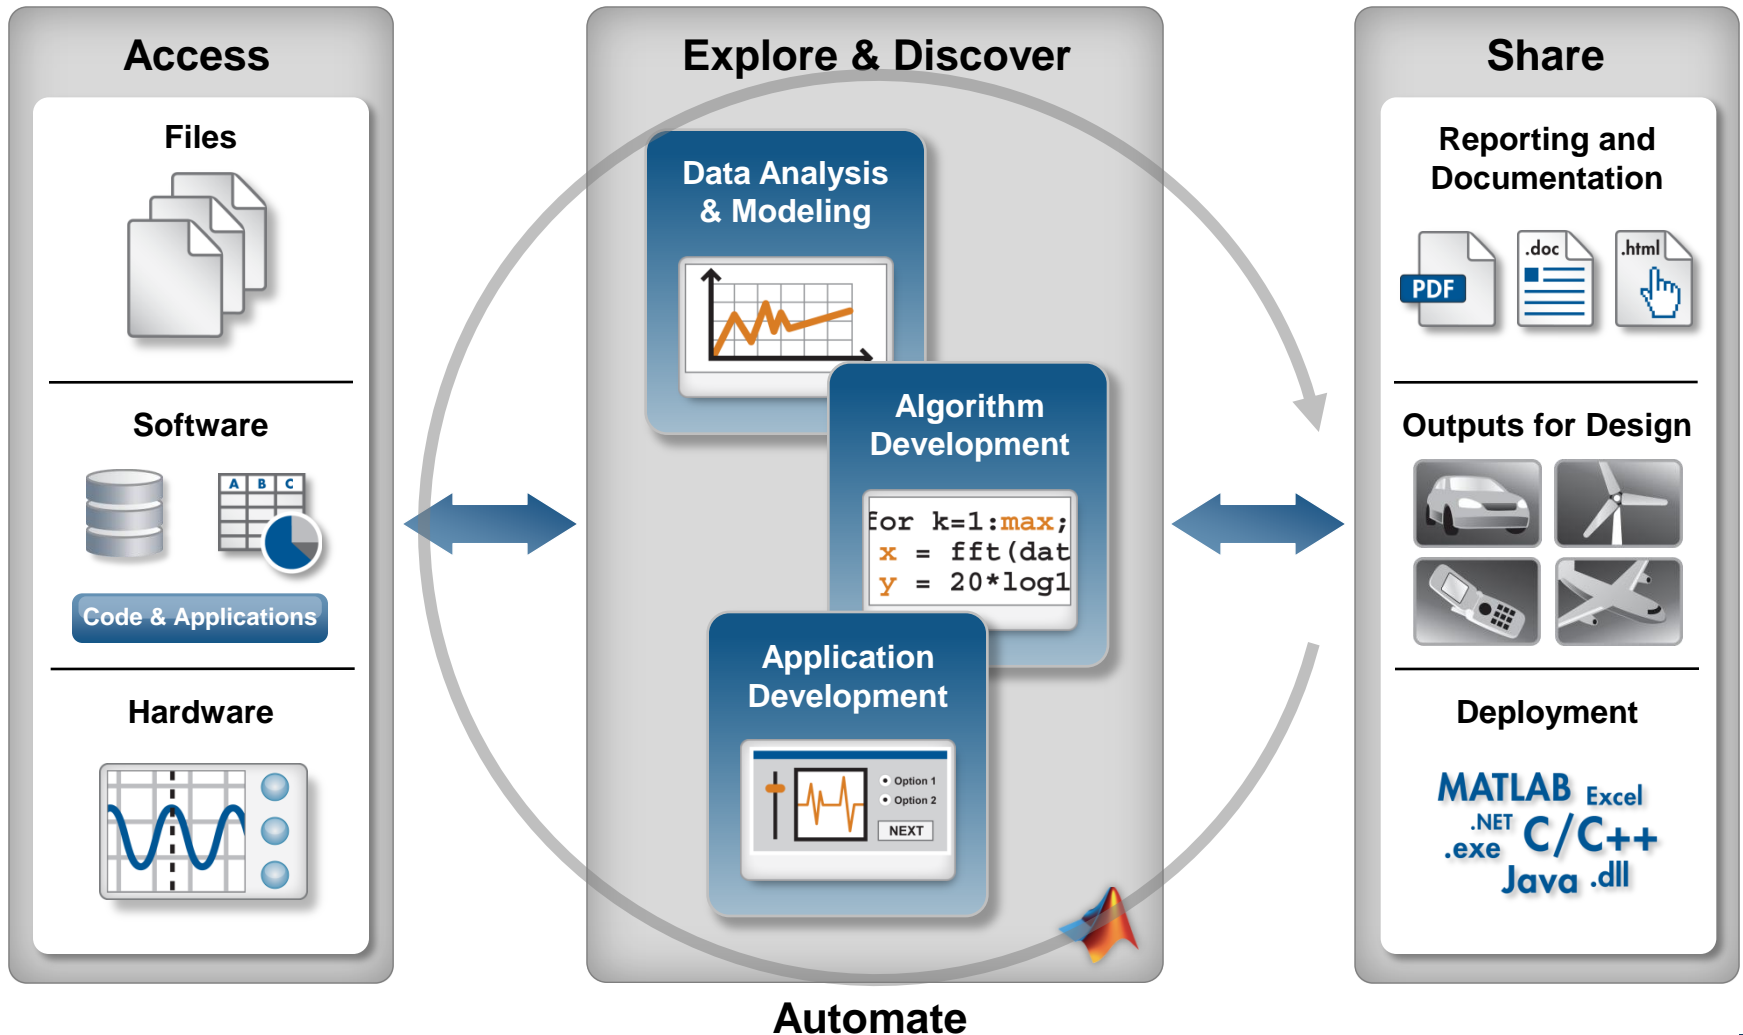 Access
Files
Software
A B C
Code & Applications
Hardware
Explore & Discover
Data Analysis
& Modeling
Algorithm
Development
for k=1:max;
x = fft(dat
y = 20*log1
Application
Development
Option 1
Option 2
NEXT
Automate
Share
Reporting and
Documentation
PDF
.doc
.html
Outputs for Design
Deployment
MATLAB Excel
.NET C/C++
.exe
Java .dll